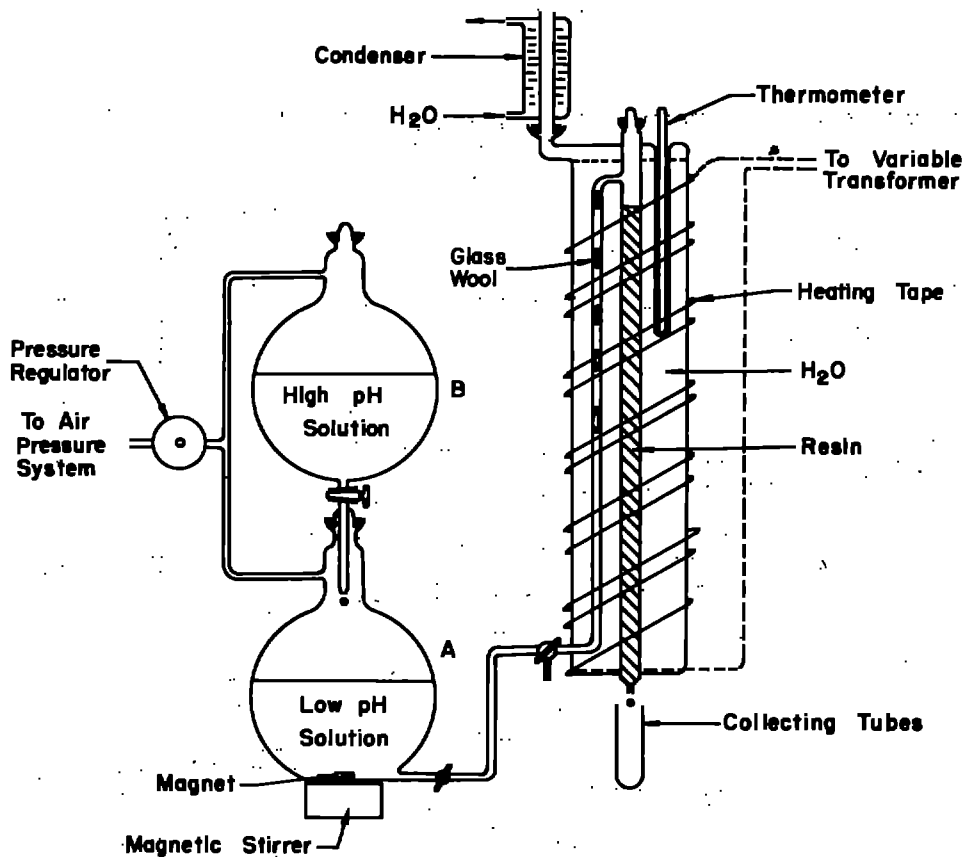 Condenser
H₂O
Thermometer
To Variable
Transformer
Glass
Wool
Heating Tape
Pressure
Regulator
To Air
Pressure
System
High pH
Solution
B
H₂O
Resin
A
Low pH
Solution
Collecting Tubes
Magnet
Magnetic Stirrer